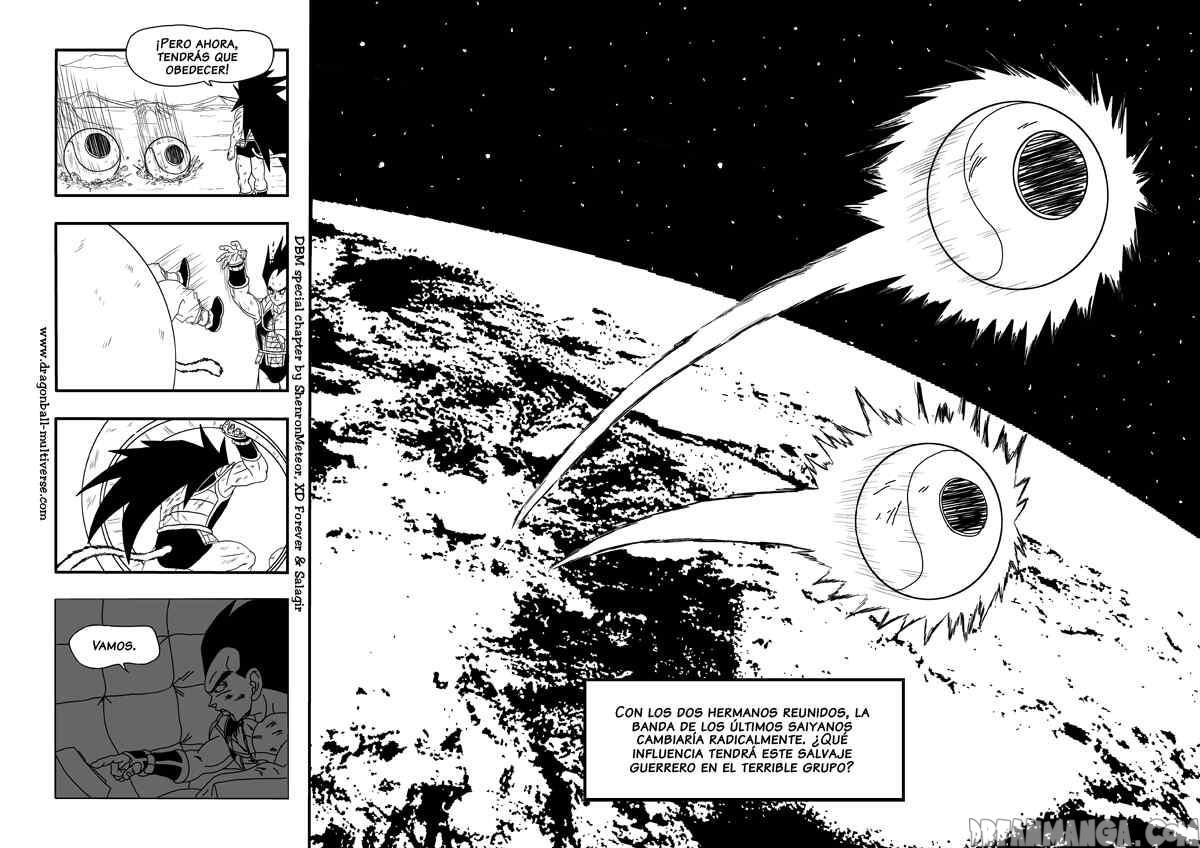 ¡PERO AHORA,
TENDRÁS QUE
OBEDECER!
VAMOS.
www.dragonball-multiverse.com
DBM special chapter by ShenronMeteor, XD Forever & Salagir
CON LOS DOS HERMANOS REUNIDOS, LA
BANDA DE LOS ÚLTIMOS SAIYANOS
CAMBIARÍA RADICALMENTE. ¿QUÉ
INFLUENCIA TENDRÁ ESTE SALVAJE
GUERRERO EN EL TERRIBLE GRUPO?
DREAMMANGA.COM